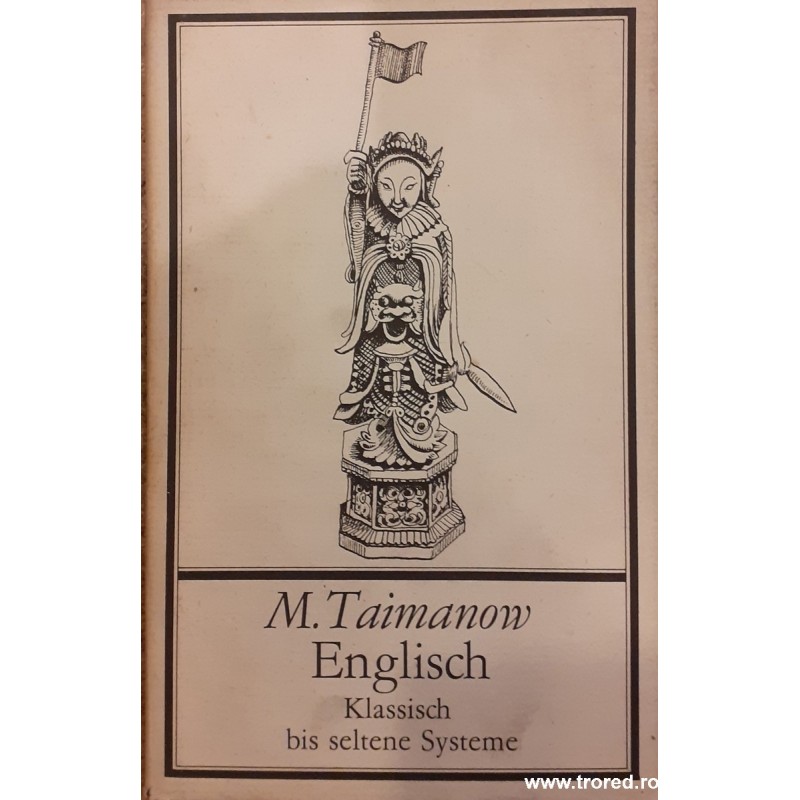 M. Taimanow
Englisch
Klassisch
bis seltene Systeme
www.trored.ro